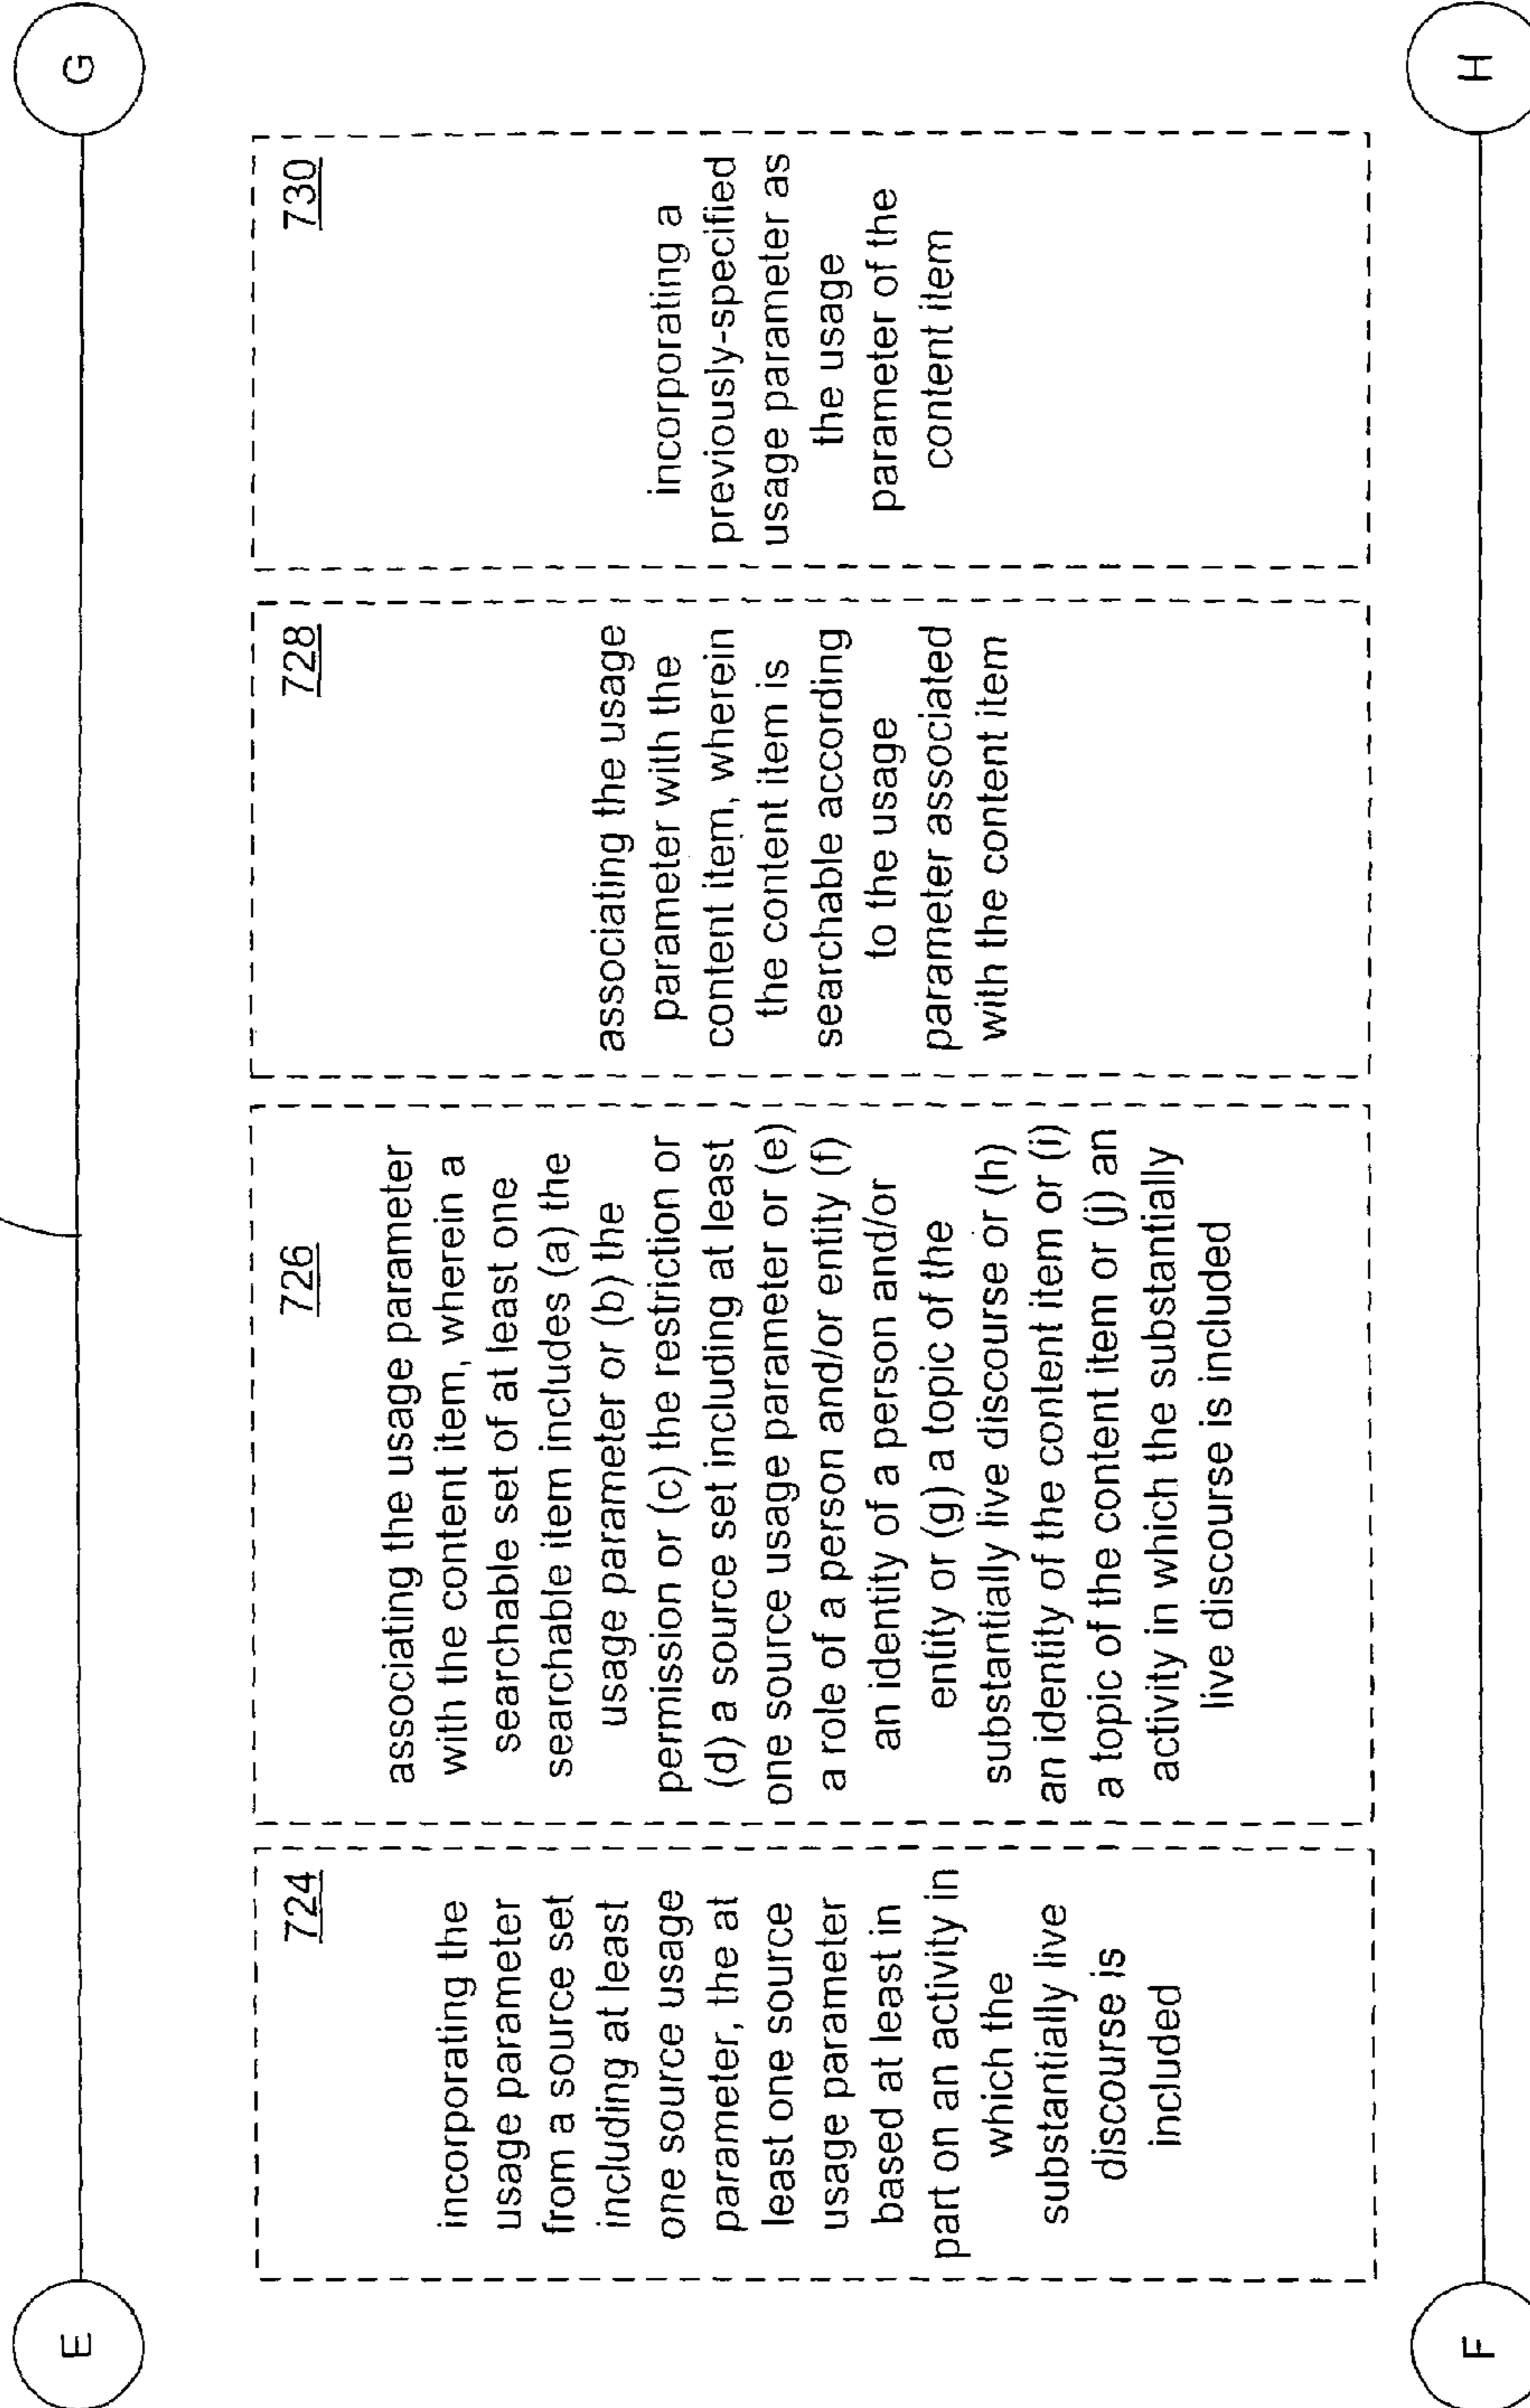 E
G
724
incorporating the
usage parameter
from a source set
including at least
one source usage
parameter, the at
least one source
usage parameter
based at least in
part on an activity in
which the
substantially live
discourse is
included
726
associating the usage parameter
with the content item, wherein a
searchable set of at least one
searchable item includes (a) the
usage parameter or (b) the
permission or (c) the restriction or
(d) a source set including at least
one source usage parameter or (e)
a role of a person and/or entity (f)
an identity of a person and/or
entity or (g) a topic of the
substantially live discourse or (h)
an identity of the content item or (i)
a topic of the content item or (j) an
activity in which the substantially
live discourse is included
728
associating the usage
parameter with the
content item, wherein
the content item is
searchable according
to the usage
parameter associated
with the content item
730
incorporating a
previously-specified
usage parameter as
the usage
parameter of the
content item
F
H